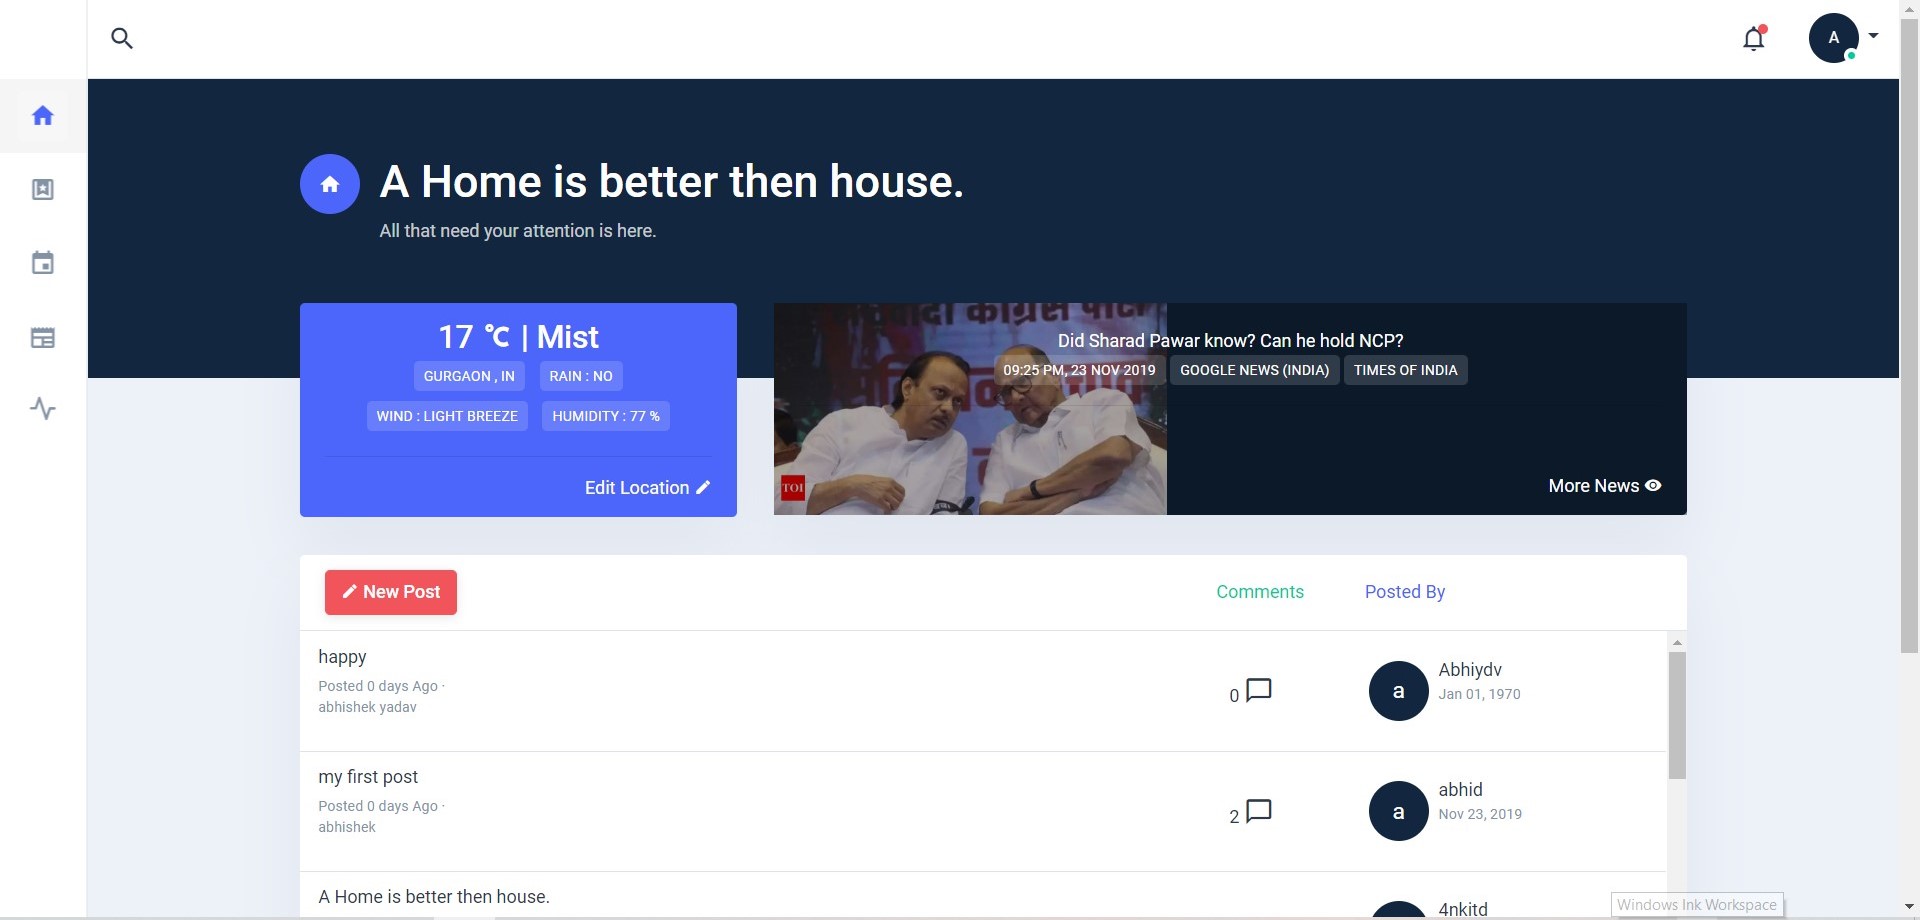 A
A Home is better then house.
All that need your attention is here.
17 ℃ | Mist
GURGAON , IN
RAIN : NO
WIND : LIGHT BREEZE
HUMIDITY : 77 %
Edit Location
Did Sharad Pawar know? Can he hold NCP?
09:25 PM, 23 NOV 2019
GOOGLE NEWS (INDIA)
TIMES OF INDIA
TOI
More News
New Post
Comments
Posted By
happy
Posted 0 days Ago ·
abhishek yadav
0
a
Abhiydv
Jan 01, 1970
my first post
Posted 0 days Ago ·
abhishek
2
a
abhid
Nov 23, 2019
A Home is better then house.
4nkitd
Windows Ink Workspace